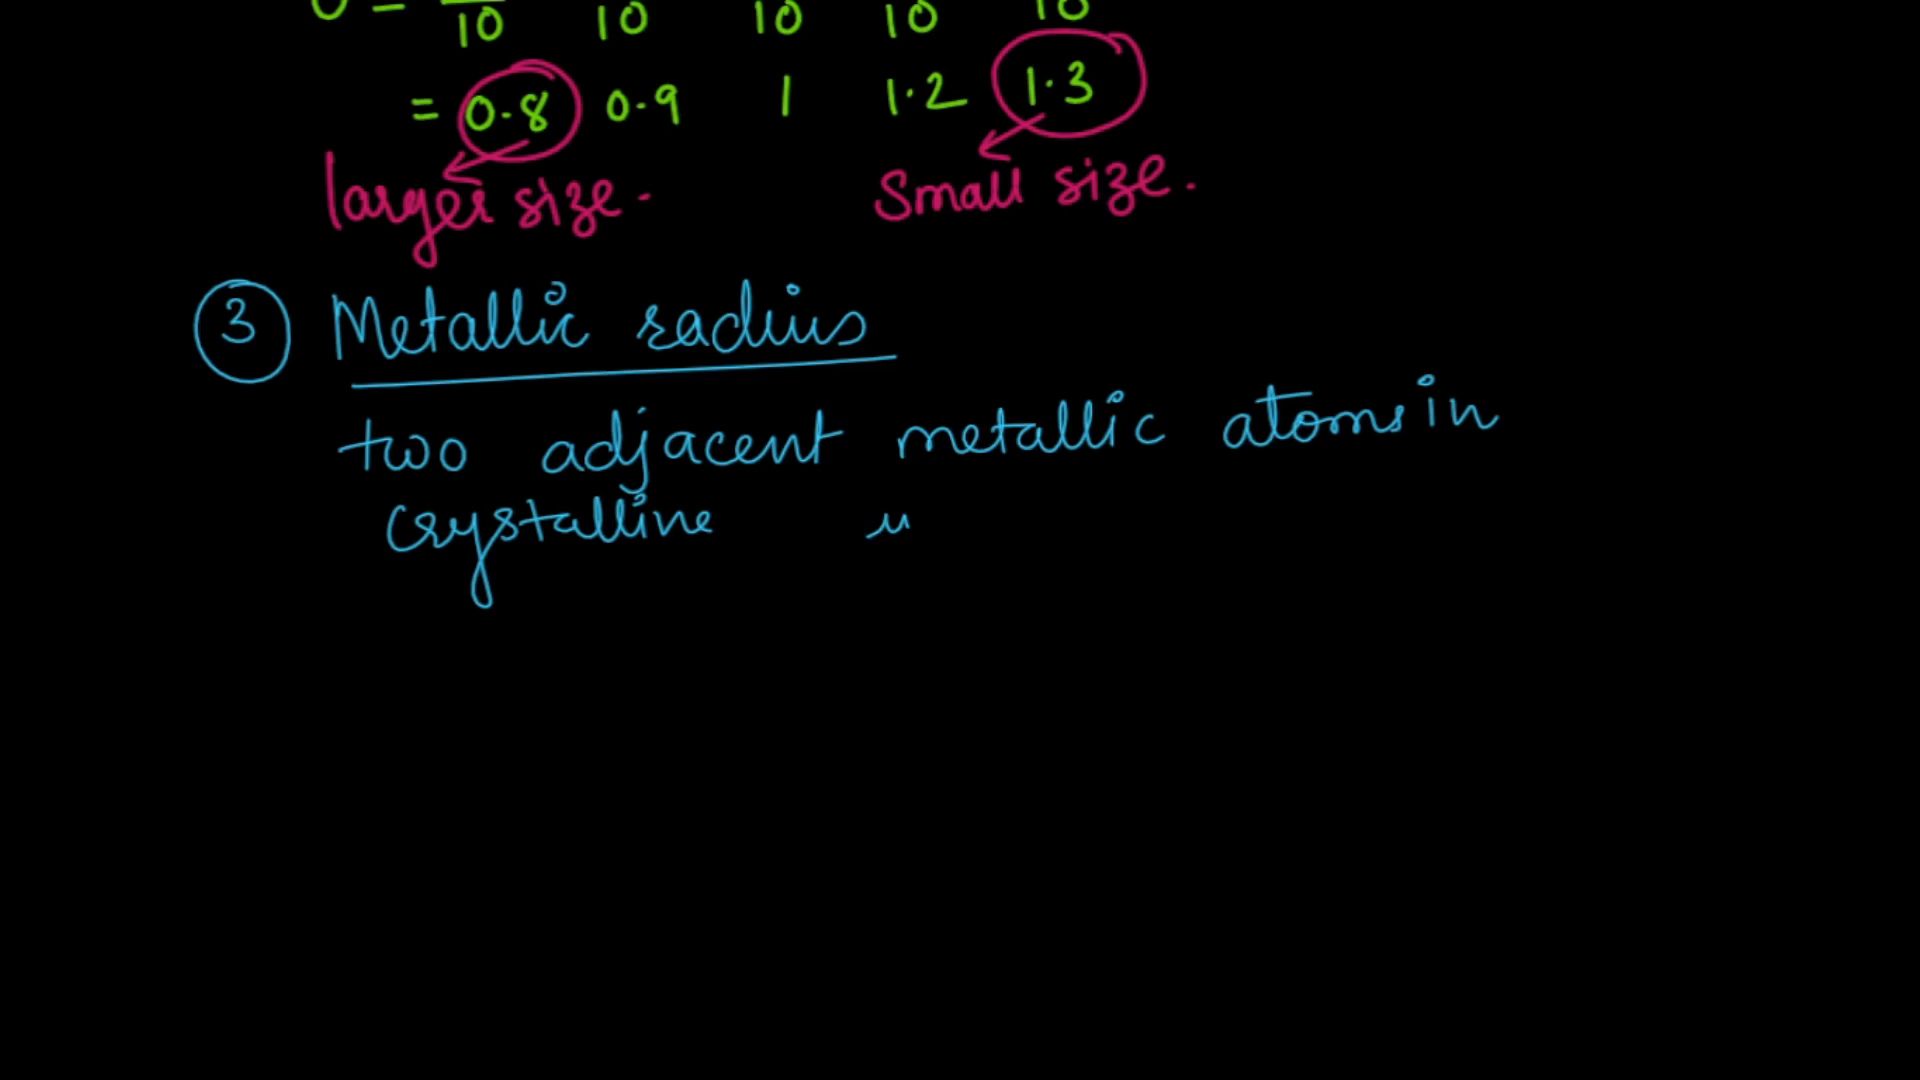 = 10 10 10 10 10
= 0.8 0.9 1 1.2 1.3
larger size. Small size.
3 Metallic radius
two adjacent metallic atoms in
crystalline